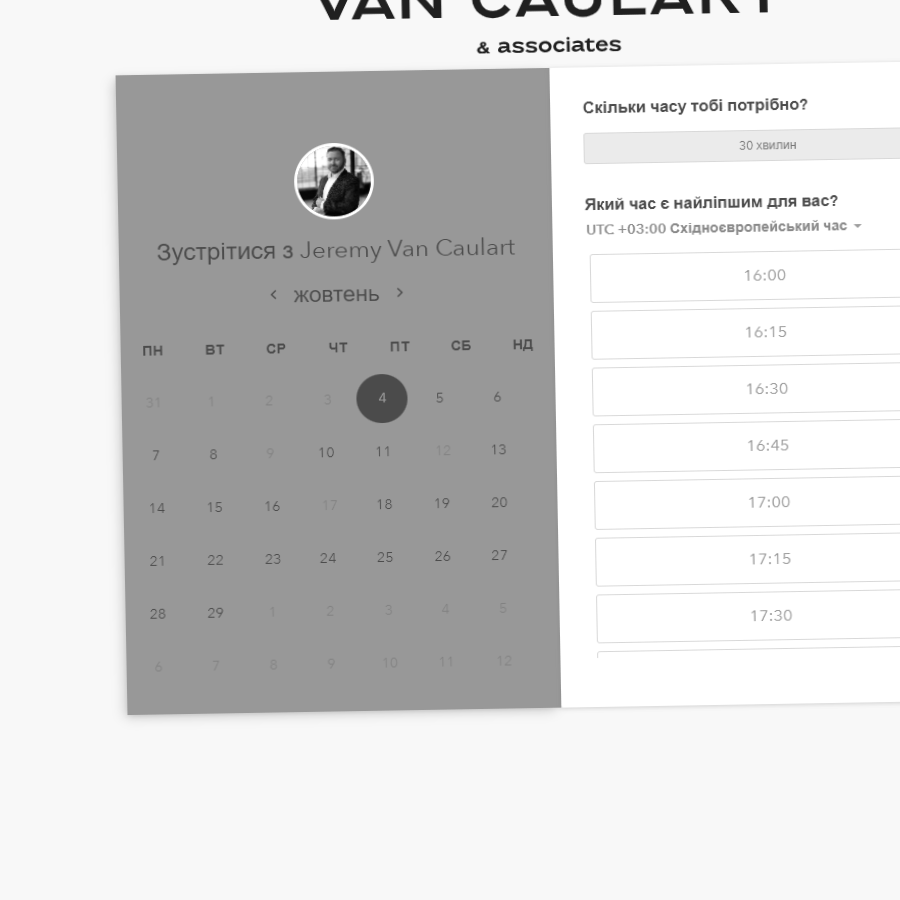 VAN CAULART
& associates
Зустрітися з Jeremy Van Caulart
‹ жовтень ›
ПН ВТ СР ЧТ ПТ СБ НД
31 1 2 3 4 5 6
7 8 9 10 11 12 13
14 15 16 17 18 19 20
21 22 23 24 25 26 27
28 29 1 2 3 4 5
6 7 8 9 10 11 12
Скільки часу тобі потрібно?
30 хвилин
Який час є найліпшим для вас?
UTC +03:00 Східноєвропейський час
16:00
16:15
16:30
16:45
17:00
17:15
17:30